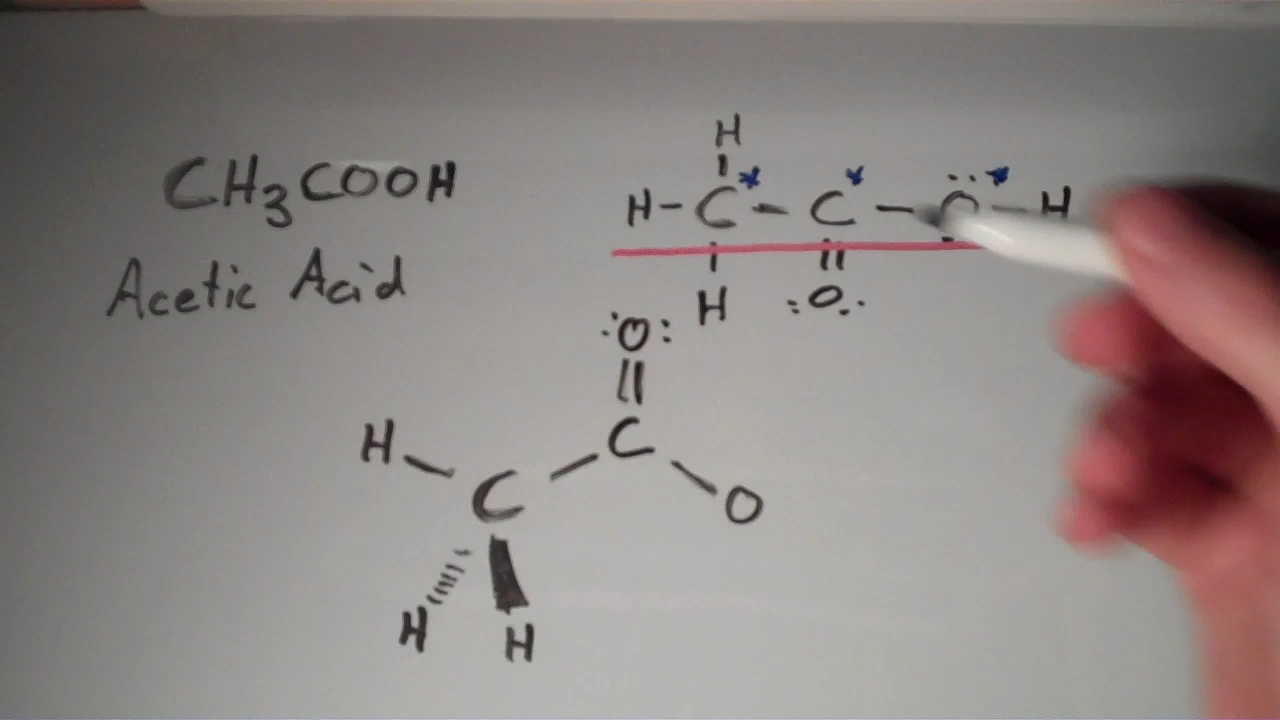 CH3COOH
Acetic Acid
H
H-C*-C*-O*-H
H :O:
:O:
H C
C O
H H